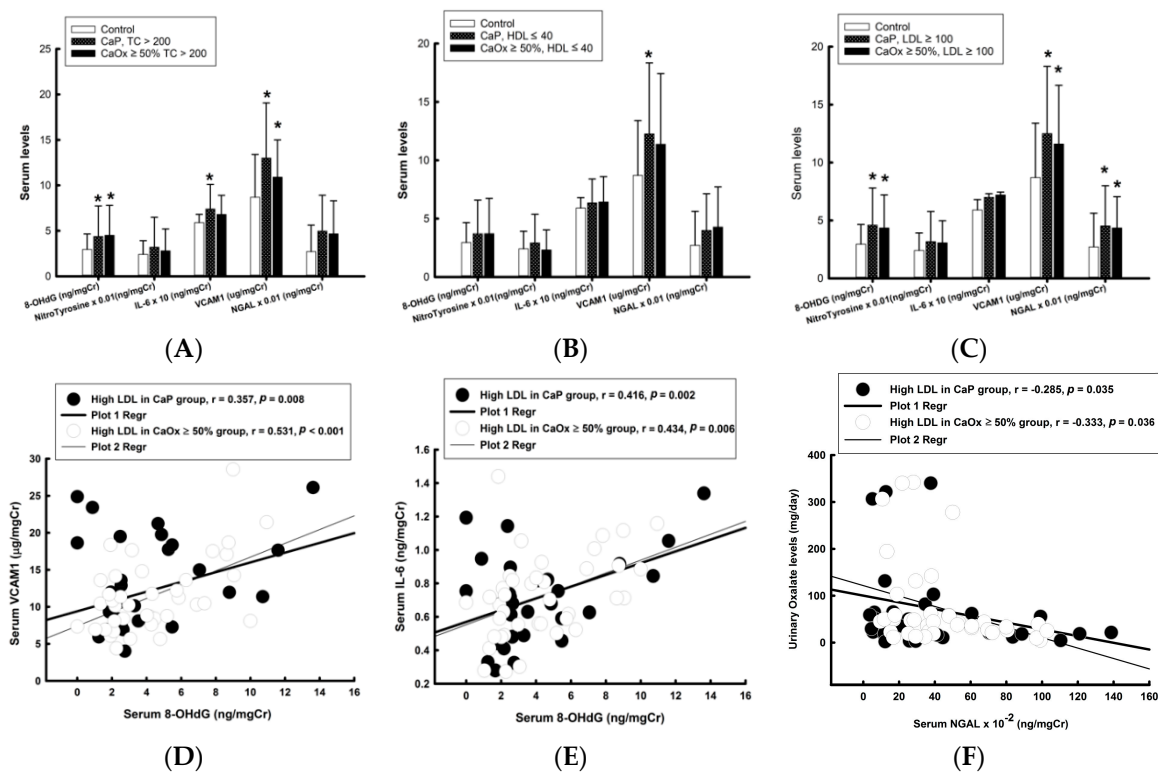 Control
CaP, TC > 200
CaOx ≥ 50% TC > 200
Serum levels
25
20
15
10
5
0
*
*
*
*
*
8-OHdG (ng/mgCr)
NitroTyrosine x 0.01(ng/mgCr)
IL-6 x 10 (ng/mgCr)
VCAM1 (ug/mgCr)
NGAL x 0.01 (ng/mgCr)
(A)
Control
CaP, HDL ≤ 40
CaOx ≥ 50%, HDL ≤ 40
Serum levels
20
15
10
5
0
*
8-OHdG (ng/mgCr)
NitroTyrosine x 0.01(ng/mgCr)
IL-6 x 10 (ng/mgCr)
VCAM1 (ug/mgCr)
NGAL x 0.01 (ng/mgCr)
(B)
Control
CaP, LDL ≥ 100
CaOx ≥ 50%, LDL ≥ 100
Serum levels
20
15
10
5
0
*
*
*
*
*
*
8-OHDG (ng/mgCr)
NitroTyrosine x 0.01(ng/mgCr)
IL-6 x 10 (ng/mgCr)
VCAM1 (ug/mgCr)
NGAL x 0.01 (ng/mgCr)
(C)
High LDL in CaP group, r = 0.357, p = 0.008
Plot 1 Regr
High LDL in CaOx ≥ 50% group, r = 0.531, p < 0.001
Plot 2 Regr
Serum VCAM1 (µg/mgCr)
30
25
20
15
10
5
0
0 2 4 6 8 10 12 14 16
Serum 8-OHdG (ng/mgCr)
(D)
High LDL in CaP group, r = 0.416, p = 0.002
Plot 1 Regr
High LDL in CaOx ≥ 50% group, r = 0.434, p = 0.006
Plot 2 Regr
Serum IL-6 (ng/mgCr)
1.6
1.4
1.2
1.0
0.8
0.6
0.4
0.2
0 2 4 6 8 10 12 14 16
Serum 8-OHdG (ng/mgCr)
(E)
High LDL in CaP group, r = -0.285, p = 0.035
Plot 1 Regr
High LDL in CaOx ≥ 50% group, r = -0.333, p = 0.036
Plot 2 Regr
Urinary Oxalate levels (mg/day)
400
300
200
100
0
0 20 40 60 80 100 120 140 160
Serum NGAL x 10⁻² (ng/mgCr)
(F)